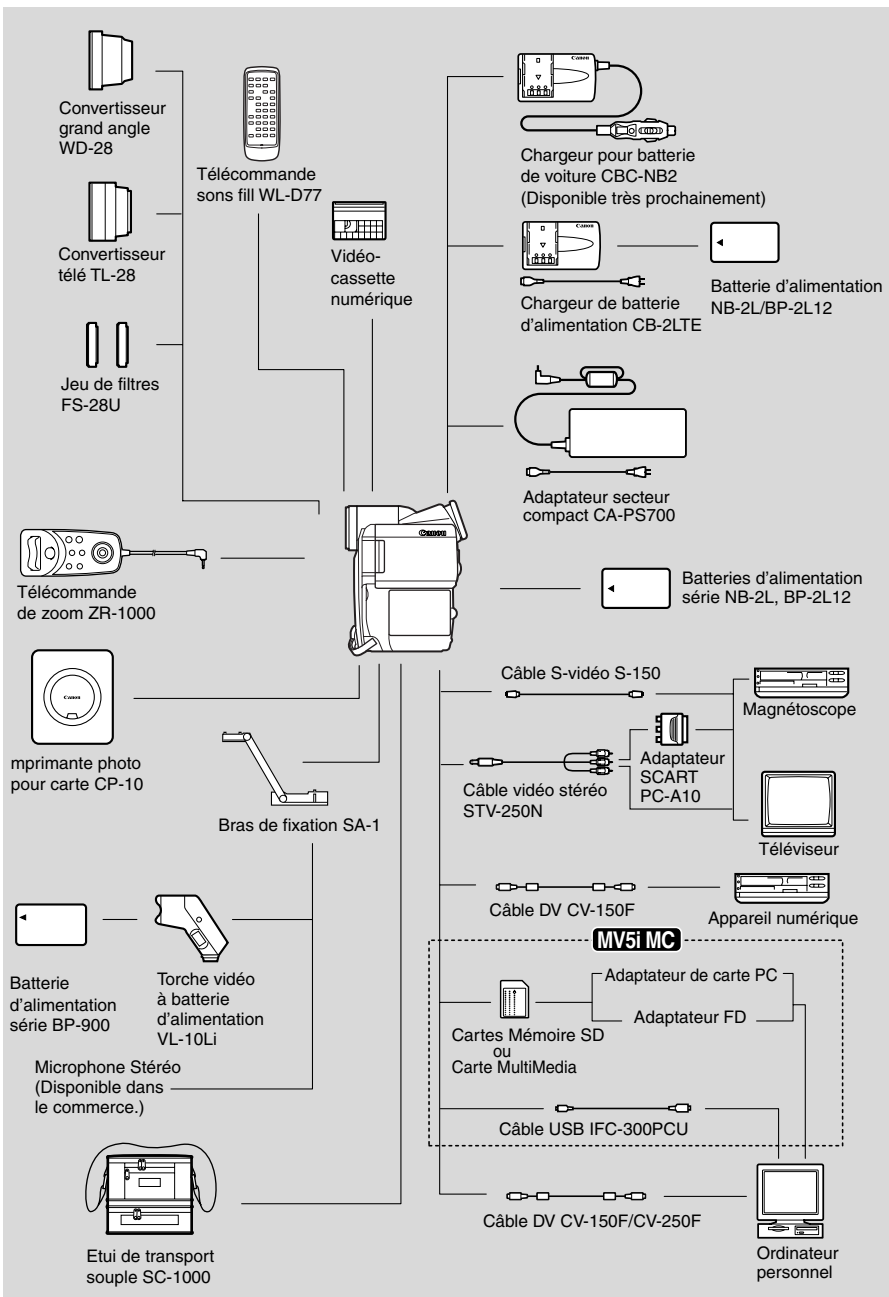 Convertisseur
grand angle
WD-28
Convertisseur
télé TL-28
Jeu de filtres
FS-28U
Télécommande
sons fill WL-D77
Vidéo-
cassette
numérique
Canon
Chargeur pour batterie
de voiture CBC-NB2
(Disponible très prochainement)
Canon
Chargeur de batterie
d'alimentation CB-2LTE
Batterie d'alimentation
NB-2L/BP-2L12
Adaptateur secteur
compact CA-PS700
Canon
Télécommande
de zoom ZR-1000
Batteries d'alimentation
série NB-2L, BP-2L12
Canon
mprimante photo
pour carte CP-10
Bras de fixation SA-1
Câble S-vidéo S-150
Magnétoscope
Câble vidéo stéréo
STV-250N
Adaptateur
SCART
PC-A10
Téléviseur
Câble DV CV-150F
Appareil numérique
Batterie
d'alimentation
série BP-900
Torche vidéo
à batterie
d'alimentation
VL-10Li
Microphone Stéréo
(Disponible dans
le commerce.)
MV5i MC
Adaptateur de carte PC
Adaptateur FD
Cartes Mémoire SD
ou
Carte MultiMedia
Câble USB IFC-300PCU
Câble DV CV-150F/CV-250F
Ordinateur
personnel
Etui de transport
souple SC-1000